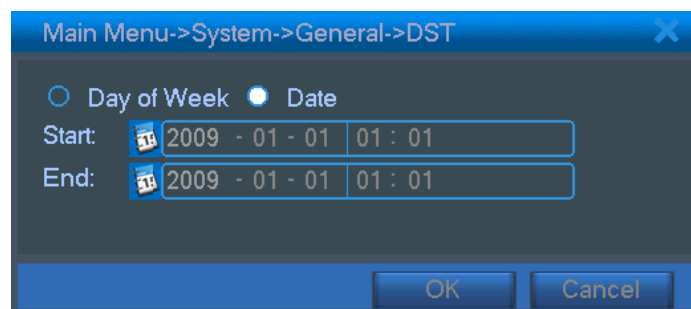 Main Menu->System->General->DST
Day of Week Date
Start: 2009 - 01 - 01 01 : 01
End: 2009 - 01 - 01 01 : 01
OK Cancel